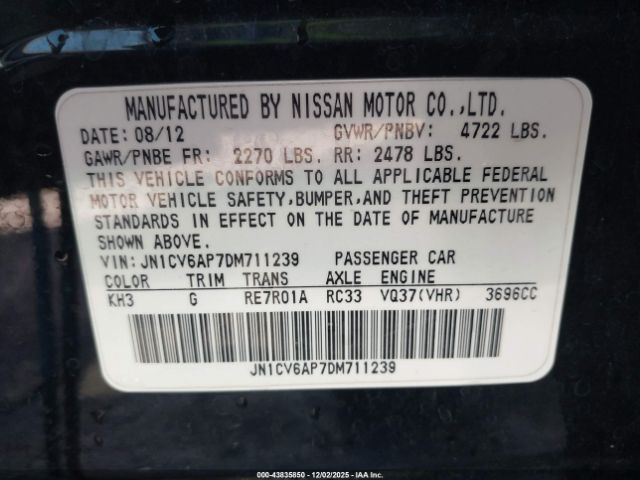 MANUFACTURED BY NISSAN MOTOR CO.,LTD.
DATE: 08/12 GVWR/PNBV: 4722 LBS.
GAWR/PNBE FR: 2270 LBS. RR: 2478 LBS.
THIS VEHICLE CONFORMS TO ALL APPLICABLE FEDERAL
MOTOR VEHICLE SAFETY,BUMPER,AND THEFT PREVENTION
STANDARDS IN EFFECT ON THE DATE OF MANUFACTURE
SHOWN ABOVE.
VIN: JN1CV6AP7DM711239 PASSENGER CAR
COLOR TRIM TRANS AXLE ENGINE
KH3 G RE7R01A RC33 VQ37(VHR) 3696CC
JN1CV6AP7DM711239
© - 43835850 - 12/02/2025 - IAA Inc.